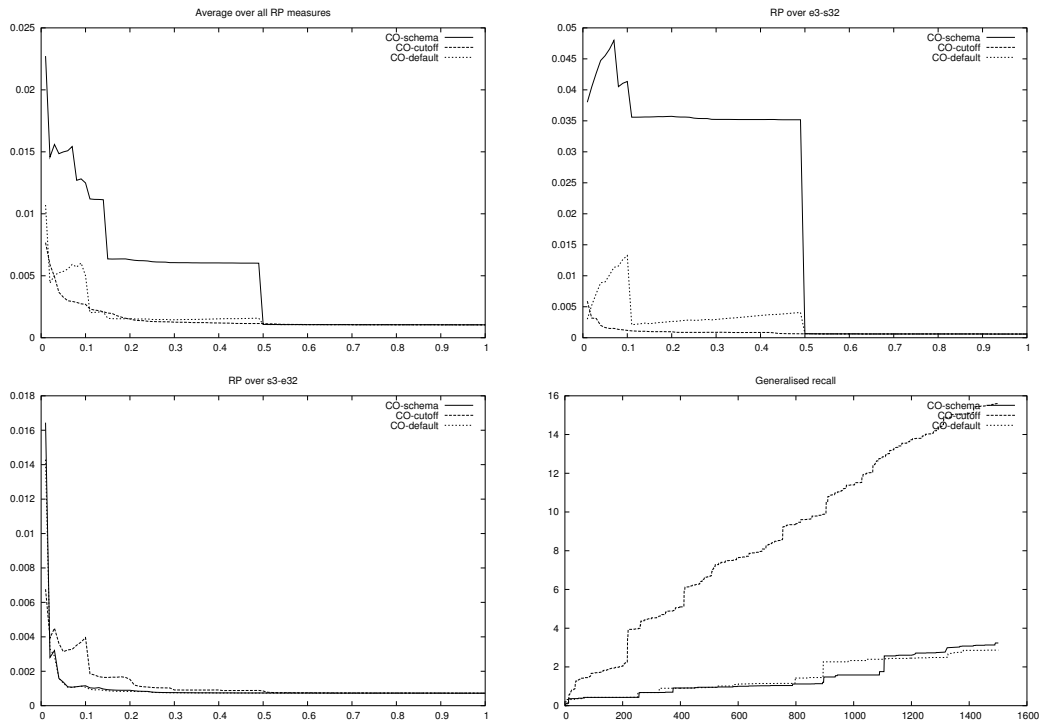 Average over all RP measures
0.025
0.02
0.015
0.01
0.005
0
CO-schema
CO-cutoff
CO-default
0 0.1 0.2 0.3 0.4 0.5 0.6 0.7 0.8 0.9 1
RP over e3-s32
0.05
0.045
0.04
0.035
0.03
0.025
0.02
0.015
0.01
0.005
0
CO-schema
CO-cutoff
CO-default
0 0.1 0.2 0.3 0.4 0.5 0.6 0.7 0.8 0.9 1
RP over s3-e32
0.018
0.016
0.014
0.012
0.01
0.008
0.006
0.004
0.002
0
CO-schema
CO-cutoff
CO-default
0 0.1 0.2 0.3 0.4 0.5 0.6 0.7 0.8 0.9 1
Generalised recall
16
14
12
10
8
6
4
2
0
CO-schema
CO-cutoff
CO-default
0 200 400 600 800 1000 1200 1400 1600